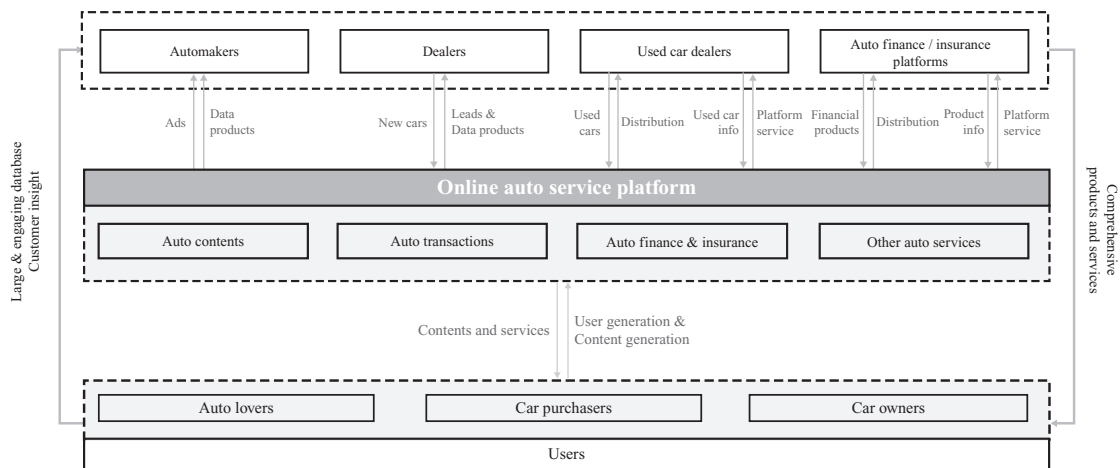 Automakers
Dealers
Used car dealers
Auto finance / insurance
platforms
Ads
Data
products
New cars
Leads &
Data products
Used
cars
Distribution
Used car
info
Platform
service
Financial
products
Distribution
Product
info
Platform
service
Large & engaging database
Customer insight
Comprehensive
products and services
Online auto service platform
Auto contents
Auto transactions
Auto finance & insurance
Other auto services
Contents and services
User generation &
Content generation
Auto lovers
Car purchasers
Car owners
Users